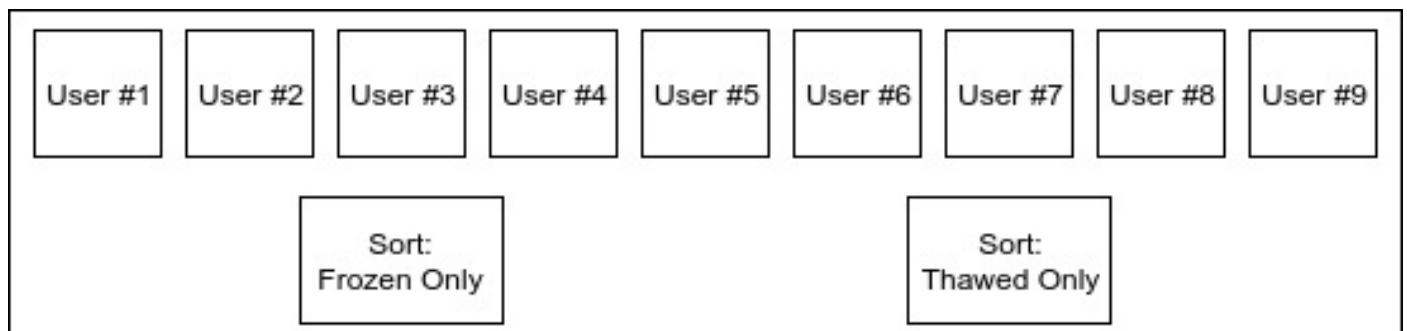 User #1 User #2 User #3 User #4 User #5 User #6 User #7 User #8 User #9
Sort:
Frozen Only
Sort:
Thawed Only